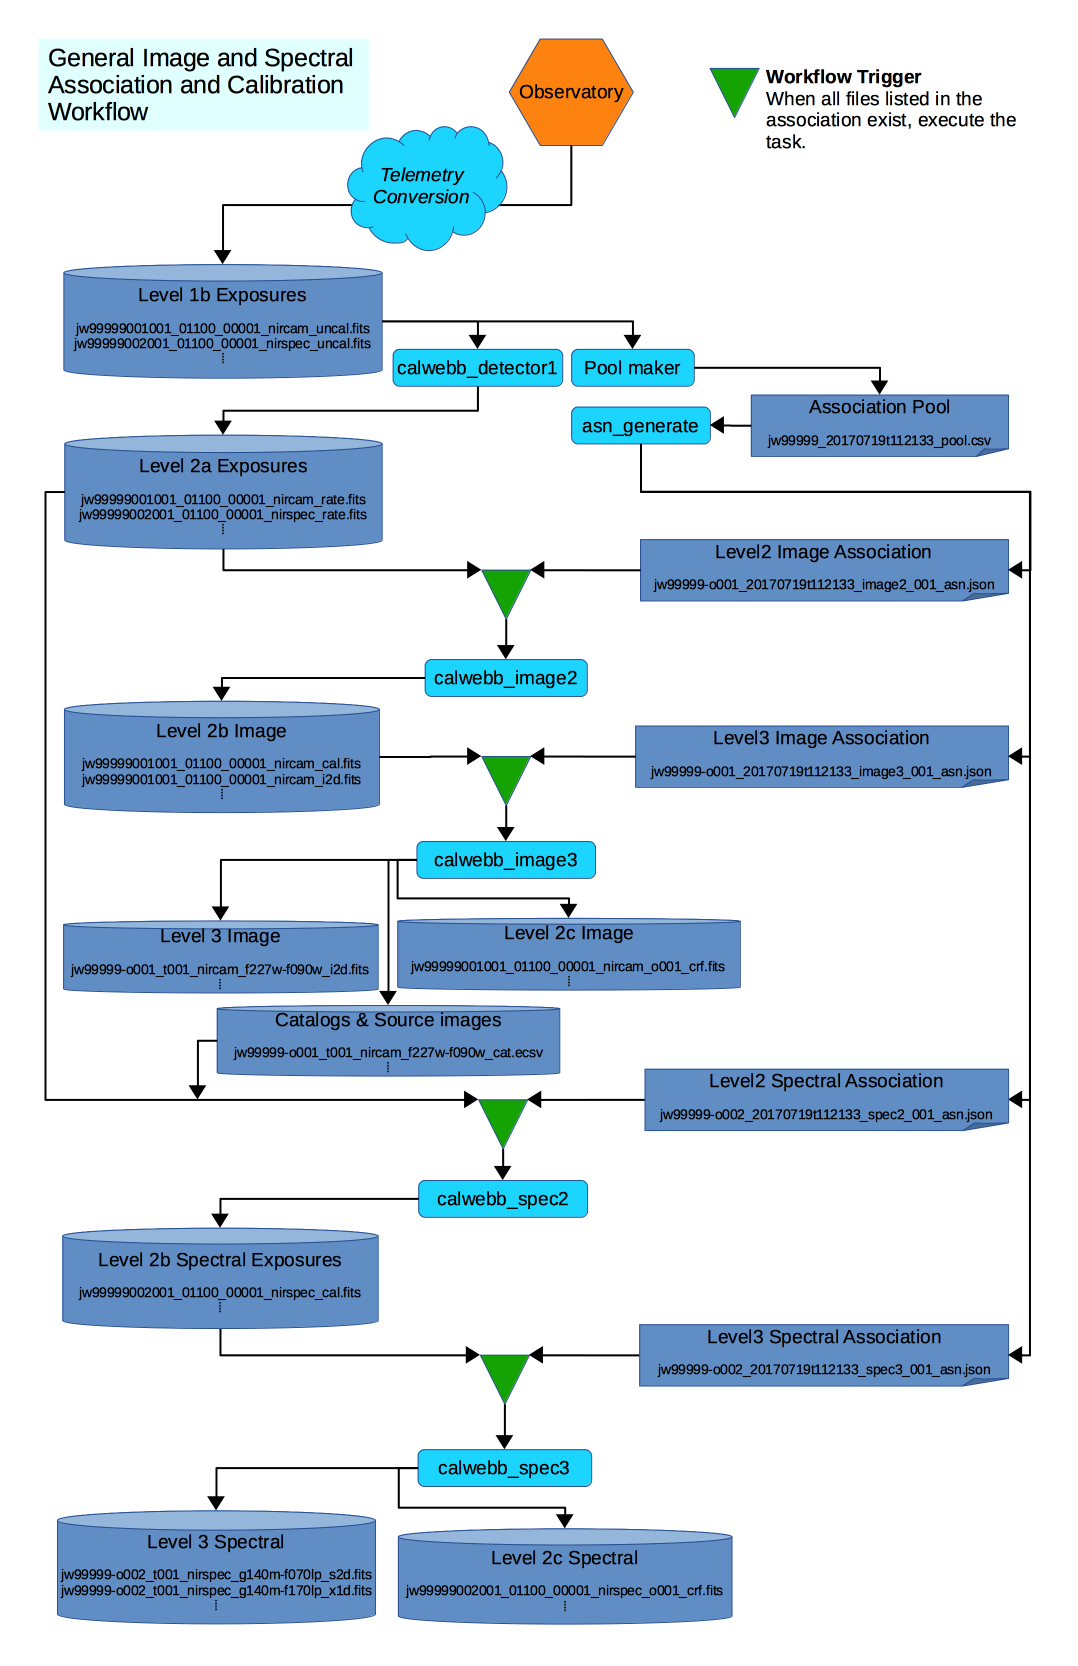 General Image and Spectral
Association and Calibration
Workflow
Observatory
Workflow Trigger
When all files listed in the
association exist, execute the
task.
Telemetry
Conversion
Level 1b Exposures
jw99999001001_01100_00001_nircam_uncal.fits
jw99999002001_01100_00001_nirspec_uncal.fits
⋮
calwebb_detector1
Pool maker
Association Pool
jw99999_20170719t112133_pool.csv
asn_generate
Level 2a Exposures
jw99999001001_01100_00001_nircam_rate.fits
jw99999002001_01100_00001_nirspec_rate.fits
⋮
Level2 Image Association
jw99999-o001_20170719t112133_image2_001_asn.json
calwebb_image2
Level 2b Image
jw99999001001_01100_00001_nircam_cal.fits
jw99999001001_01100_00001_nircam_i2d.fits
⋮
Level3 Image Association
jw99999-o001_20170719t112133_image3_001_asn.json
calwebb_image3
Level 3 Image
jw99999-o001_t001_nircam_f227w-f090w_i2d.fits
⋮
Level 2c Image
jw99999001001_01100_00001_nircam_o001_crf.fits
⋮
Catalogs & Source images
jw99999-o001_t001_nircam_f227w-f090w_cat.ecsv
⋮
Level2 Spectral Association
jw99999-o002_20170719t112133_spec2_001_asn.json
calwebb_spec2
Level 2b Spectral Exposures
jw99999002001_01100_00001_nirspec_cal.fits
⋮
Level3 Spectral Association
jw99999-o002_20170719t112133_spec3_001_asn.json
calwebb_spec3
Level 3 Spectral
jw99999-o002_t001_nirspec_g140m-f070lp_s2d.fits
jw99999-o002_t001_nirspec_g140m-f170lp_x1d.fits
⋮
Level 2c Spectral
jw99999002001_01100_00001_nirspec_o001_crf.fits
⋮